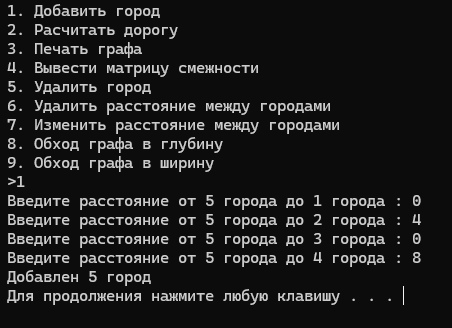 1. Добавить город
2. Расчитать дорогу
3. Печать графа
4. Вывести матрицу смежности
5. Удалить город
6. Удалить расстояние между городами
7. Изменить расстояние между городами
8. Обход графа в глубину
9. Обход графа в ширину
>1
Введите расстояние от 5 города до 1 города : 0
Введите расстояние от 5 города до 2 города : 4
Введите расстояние от 5 города до 3 города : 0
Введите расстояние от 5 города до 4 города : 8
Добавлен 5 город
Для продолжения нажмите любую клавишу . . .